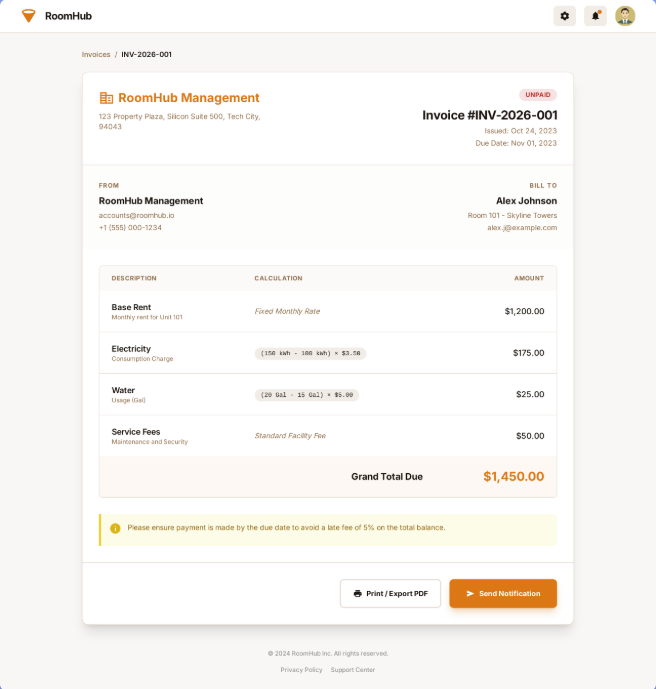 RoomHub
Invoices / INV-2026-001
RoomHub Management
123 Property Plaza, Silicon Suite 500, Tech City,
94043
UNPAID
Invoice #INV-2026-001
Issued: Oct 24, 2023
Due Date: Nov 01, 2023
FROM
RoomHub Management
accounts@roomhub.io
+1 (555) 000-1234
BILL TO
Alex Johnson
Room 101 - Skyline Towers
alex.j@example.com
DESCRIPTION CALCULATION AMOUNT
Base Rent
Monthly rent for Unit 101
Fixed Monthly Rate
$1,200.00
Electricity
Consumption Charge
(150 kWh - 100 kWh) × $3.50
$175.00
Water
Usage (Gal)
(20 Gal - 15 Gal) × $5.00
$25.00
Service Fees
Maintenance and Security
Standard Facility Fee
$50.00
Grand Total Due $1,450.00
Please ensure payment is made by the due date to avoid a late fee of 5% on the total balance.
Print / Export PDF
Send Notification
© 2024 RoomHub Inc. All rights reserved.
Privacy Policy Support Center